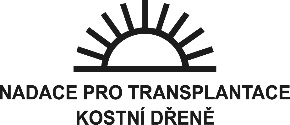 NADACE PRO TRANSPLANTACE
KOSTNÍ DŘENĚ